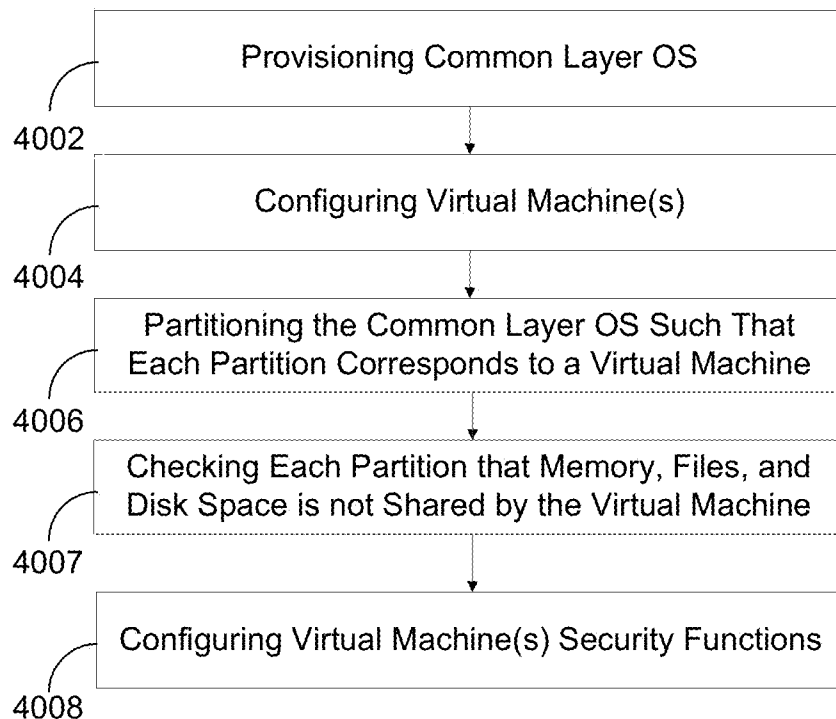 Provisioning Common Layer OS
4002
Configuring Virtual Machine(s)
4004
Partitioning the Common Layer OS Such That
Each Partition Corresponds to a Virtual Machine
4006
Checking Each Partition that Memory, Files, and
Disk Space is not Shared by the Virtual Machine
4007
Configuring Virtual Machine(s) Security Functions
4008